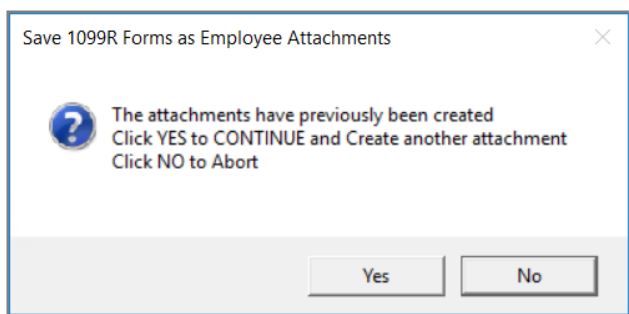 Save 1099R Forms as Employee Attachments
The attachments have previously been created
Click YES to CONTINUE and Create another attachment
Click NO to Abort
Yes
No